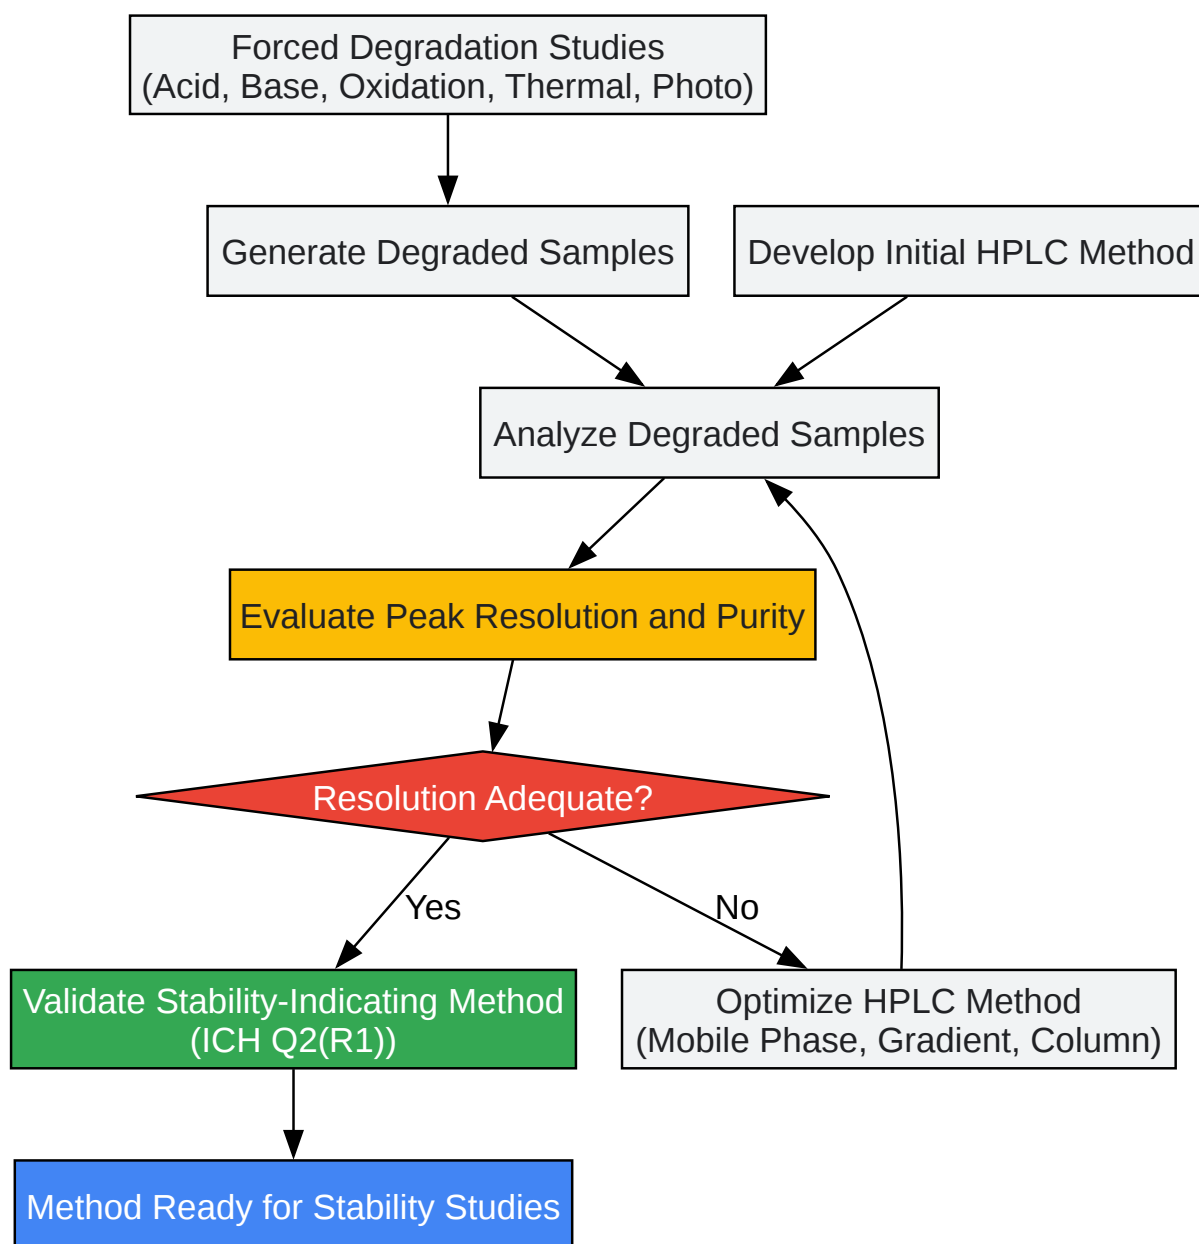 Forced Degradation Studies
(Acid, Base, Oxidation, Thermal, Photo)
Generate Degraded Samples
Develop Initial HPLC Method
Analyze Degraded Samples
Evaluate Peak Resolution and Purity
Resolution Adequate?
Yes
No
Validate Stability-Indicating Method
(ICH Q2(R1))
Optimize HPLC Method
(Mobile Phase, Gradient, Column)
Method Ready for Stability Studies